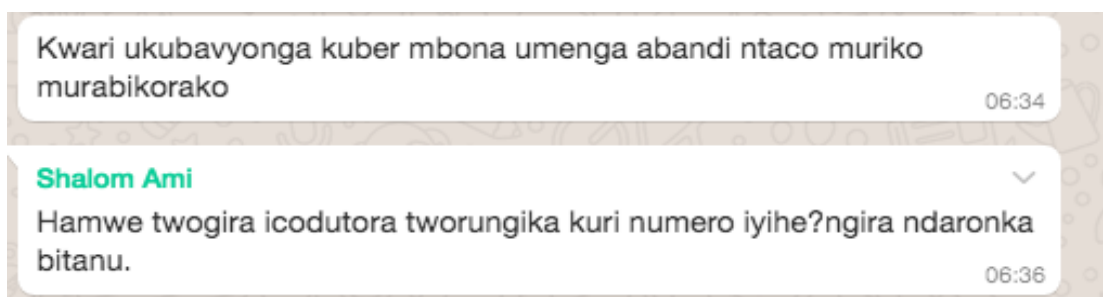 Kwari ukubavyonga kuber mbona umenga abandi ntaco muriko
murabikorako
06:34
Shalom Ami
Hamwe twogira icodutora tworungika kuri numero iyihe?ngira ndaronka
bitanu.
06:36